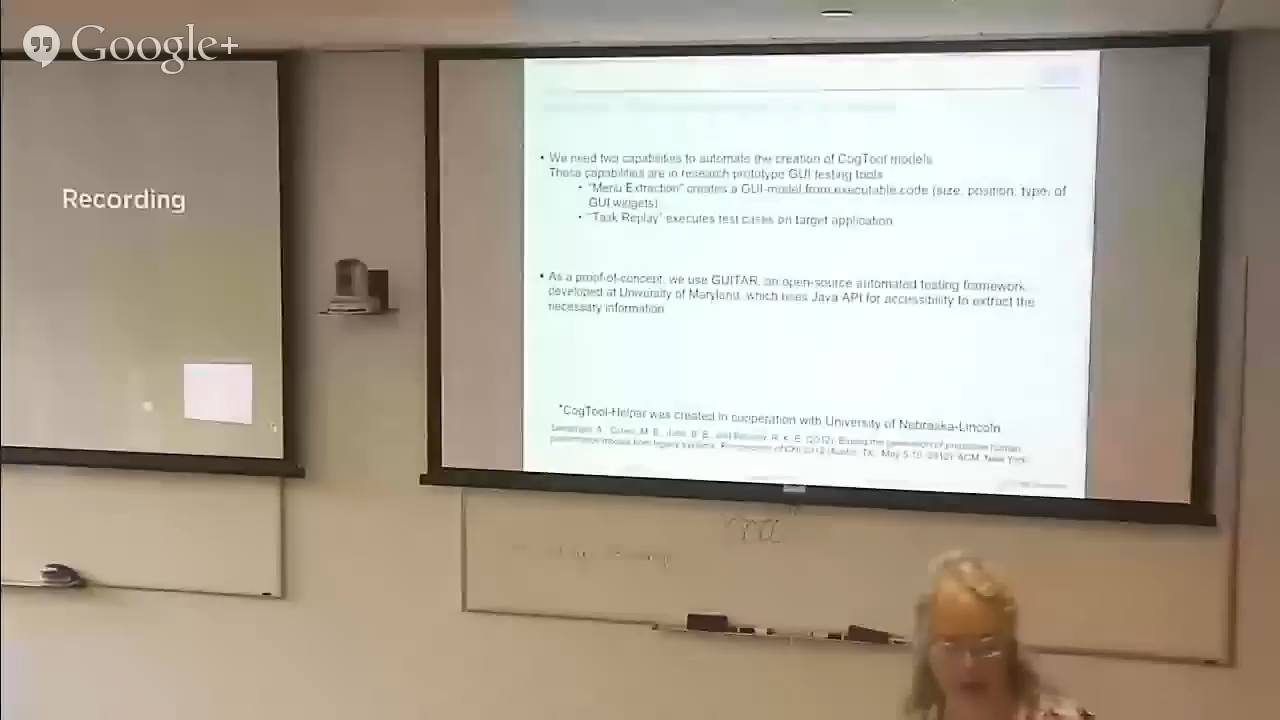 Google+
Recording
• We need two capabilities to automate the creation of CogTool models
These capabilities are in research prototype GUI testing tools
• "Menu Extraction" creates a GUI-model from executable code (size, position, type, of
GUI widgets)
• "Task Replay" executes test cases on target application
• As a proof-of-concept, we use GUITAR, an open-source automated testing framework
developed at University of Maryland, which uses Java API for accessibility to extract the
necessary information
*CogTool-Helper was created in cooperation with University of Nebraska-Lincoln